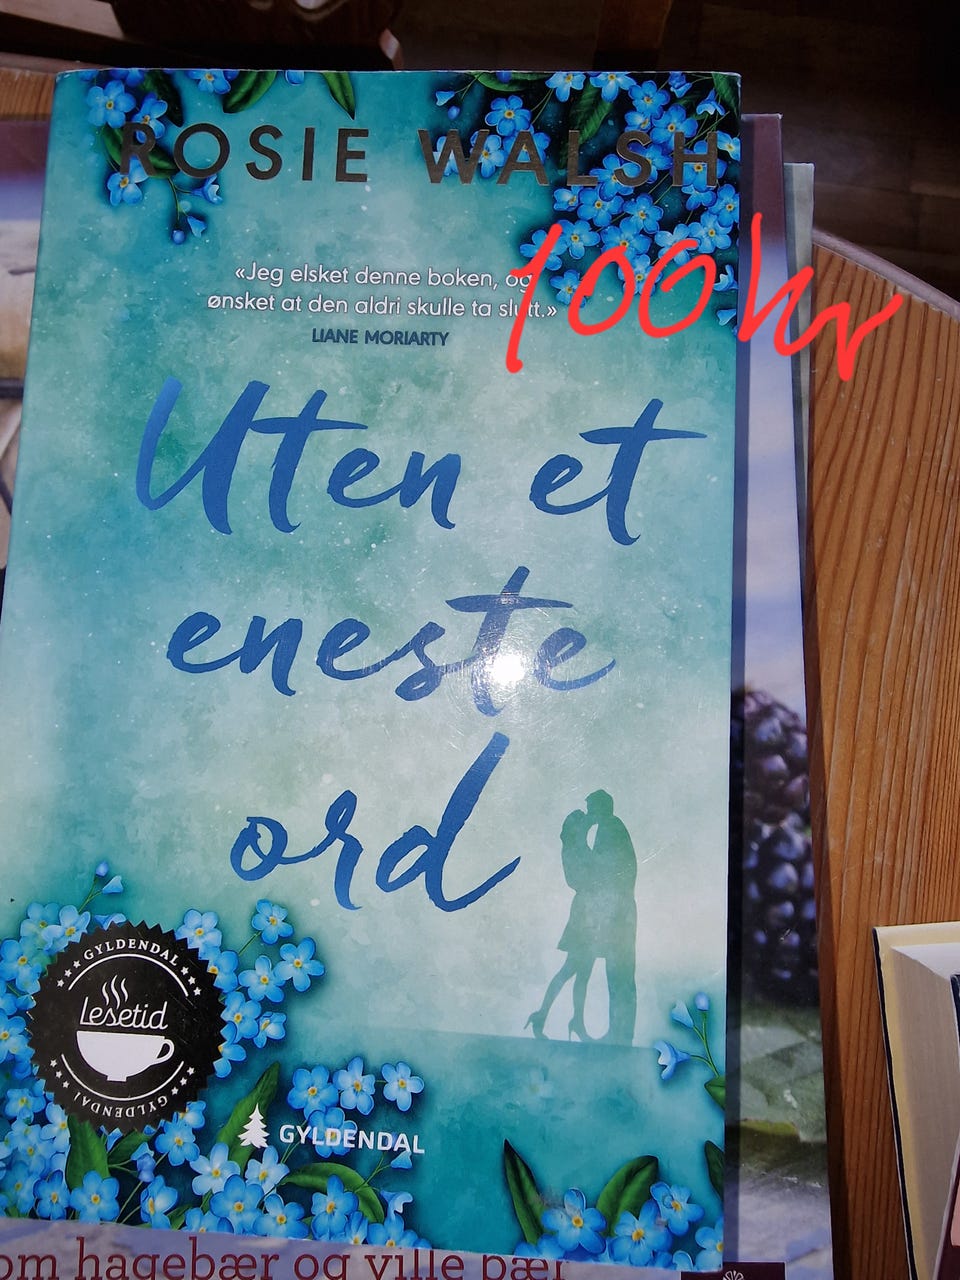 ROSIE WALSH
«Jeg elsket denne boken, og
ønsket at den aldri skulle ta slutt.»
LIANE MORIARTY
100kr
Uten et
eneste
ord
GYLDENDAL
Lesetid
GYLDENDAL
GYLDENDAL
om hagebær og ville bær